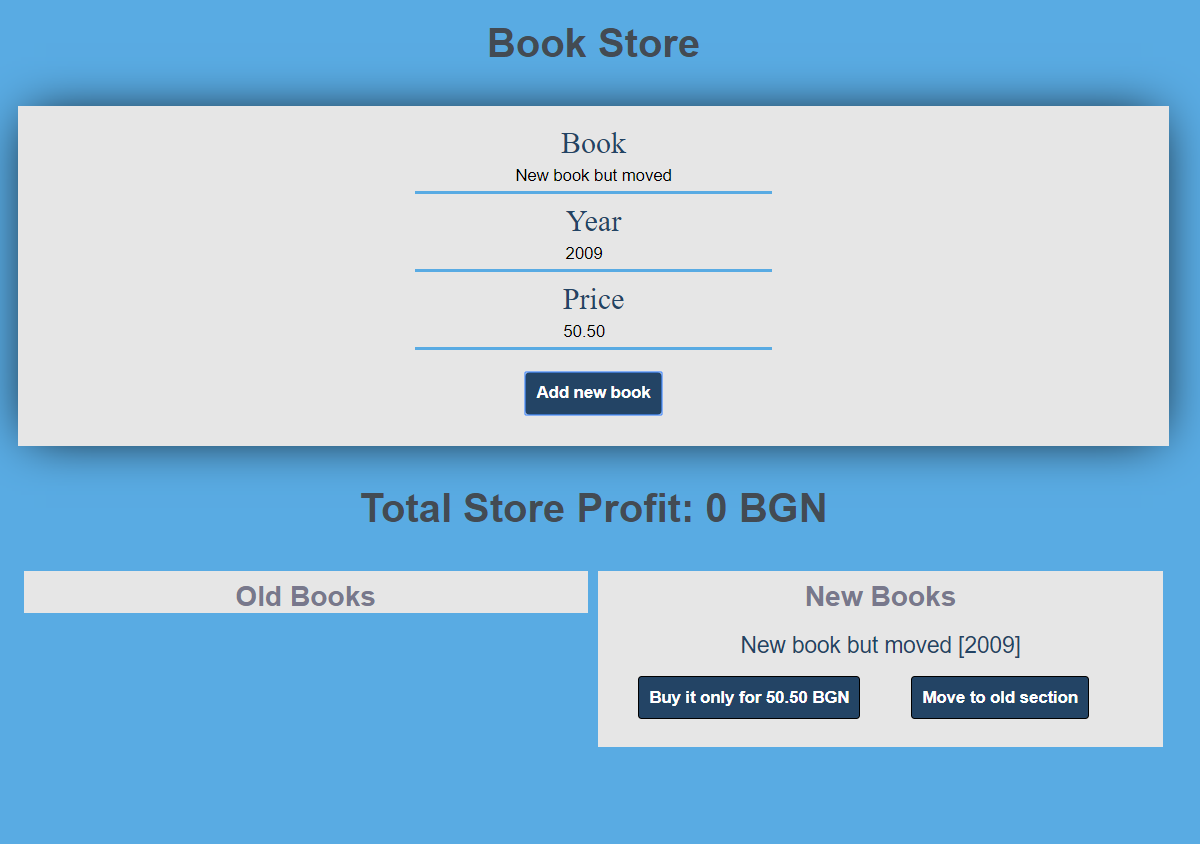 Book Store
Book
New book but moved
Year
2009
Price
50.50
Add new book
Total Store Profit: 0 BGN
Old Books
New Books
New book but moved [2009]
Buy it only for 50.50 BGN
Move to old section